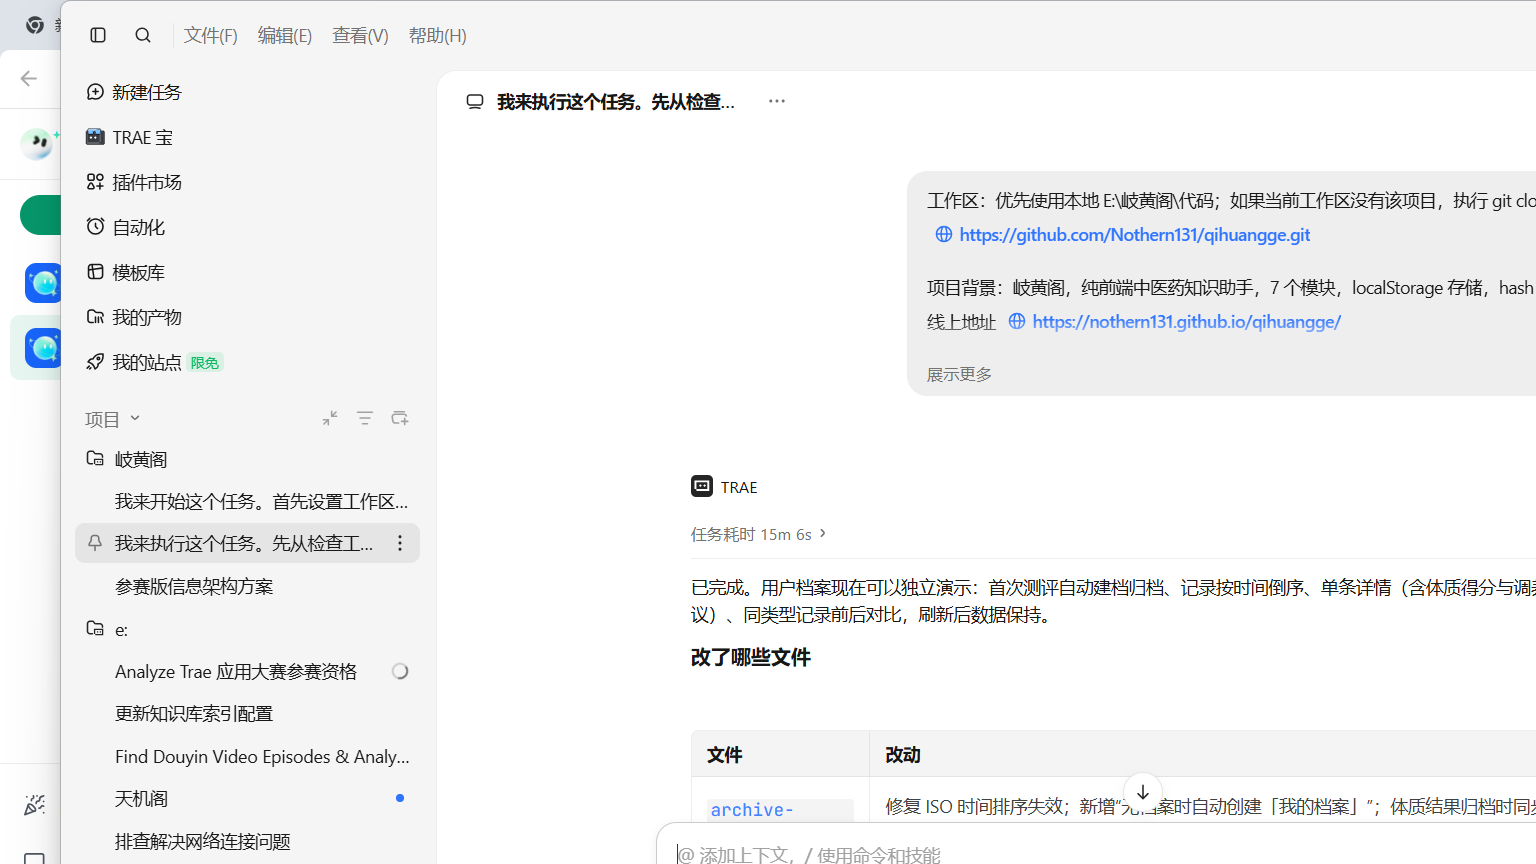 文件(F) 编辑(E) 查看(V) 帮助(H)
新建任务
TRAE 宝
插件市场
自动化
模板库
我的产物
我的站点 限免
项目
岐黄阁
我来开始这个任务。首先设置工作区...
我来执行这个任务。先从检查工...
参赛版信息架构方案
e:
Analyze Trae 应用大赛参赛资格
更新知识库索引配置
Find Douyin Video Episodes & Analy...
天机阁
排查解决网络连接问题
我来执行这个任务。先从检查...
工作区：优先使用本地 E:\岐黄阁\代码；如果当前工作区没有该项目，执行 git clo
https://github.com/Nothern131/qihuangge.git
项目背景：岐黄阁，纯前端中医药知识助手，7 个模块，localStorage 存储，hash
线上地址 https://nothern131.github.io/qihuangge/
展示更多
TRAE
任务耗时 15m 6s
已完成。用户档案现在可以独立演示：首次测评自动建档归档、记录按时间倒序、单条详情（含体质得分与调养
议）、同类型记录前后对比，刷新后数据保持。
改了哪些文件
文件 改动
archive- 修复 ISO 时间排序失效；新增“无档案时自动创建「我的档案」”；体质结果归档时同步
@ 添加上下文，/ 使用命令和技能